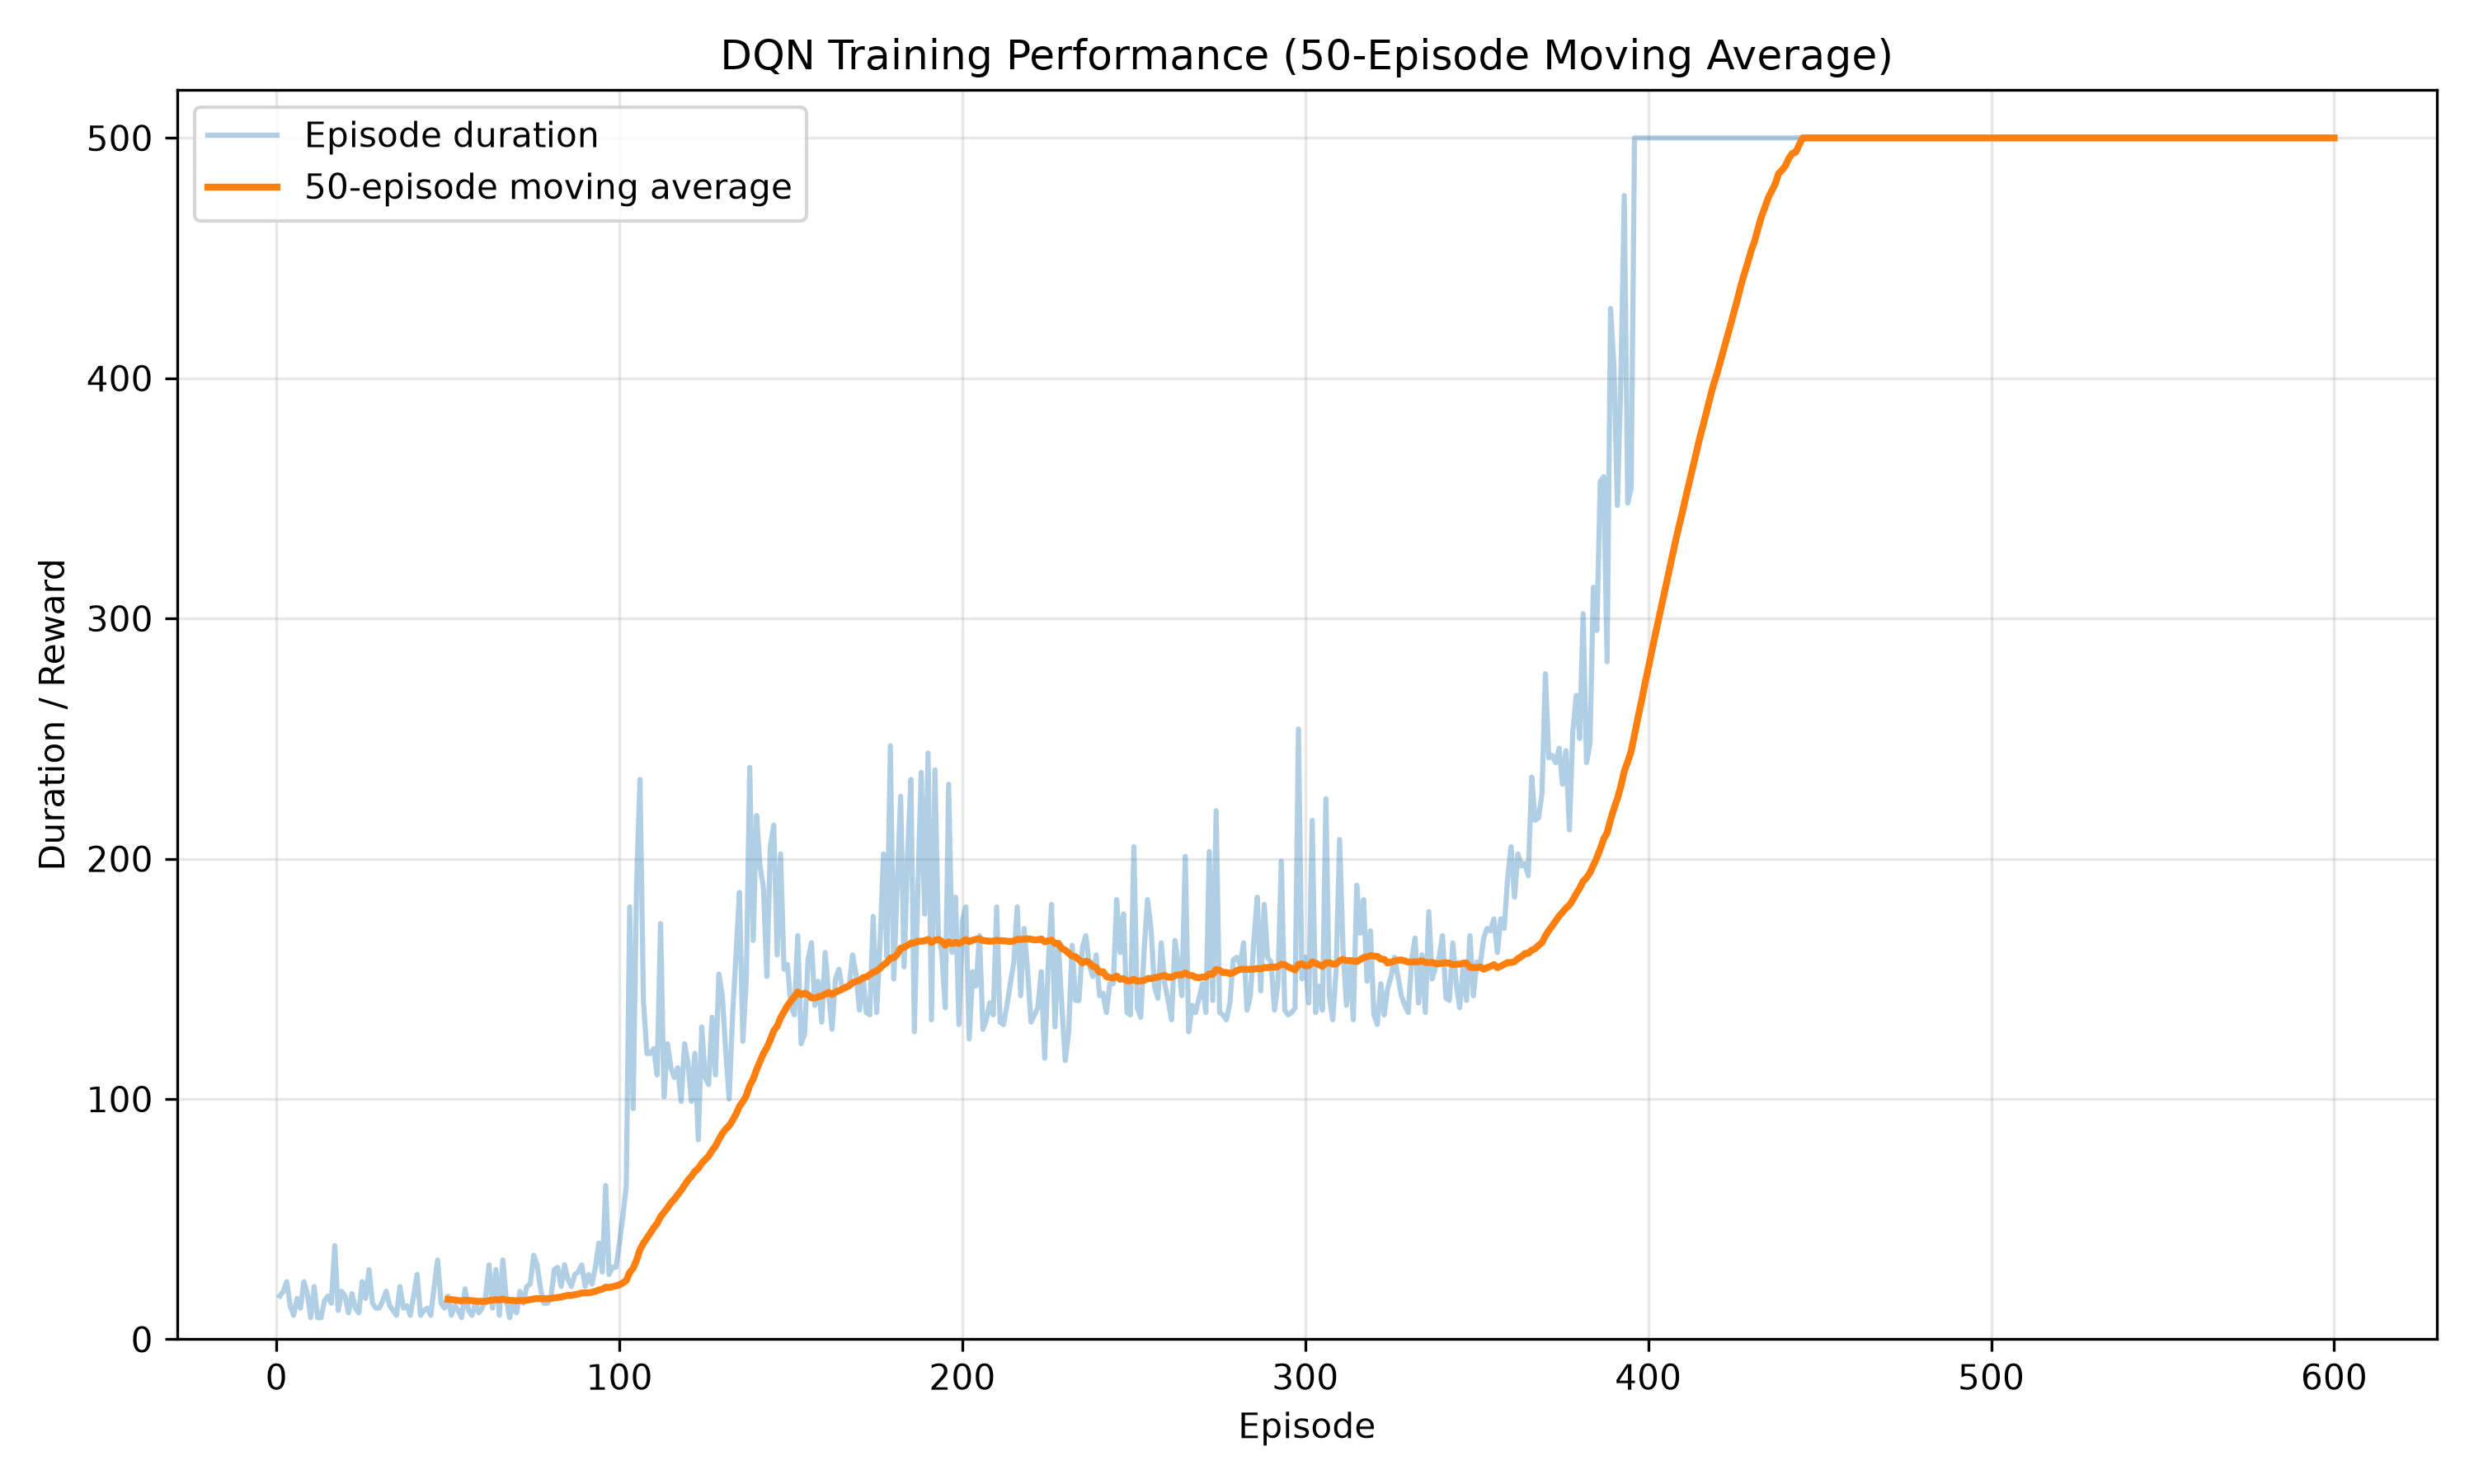 DQN Training Performance (50-Episode Moving Average)
Episode duration
50-episode moving average
Duration / Reward
500
400
300
200
100
0
0
100
200
300
400
500
600
Episode